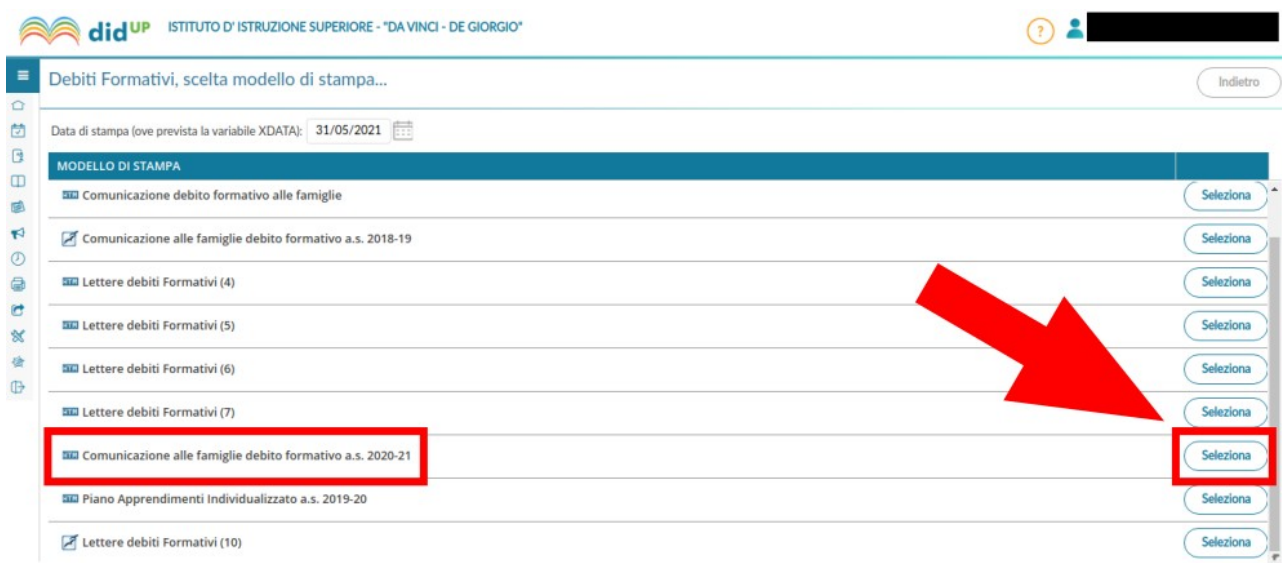 didUP ISTITUTO D' ISTRUZIONE SUPERIORE - "DA VINCI - DE GIORGIO" ?
Debiti Formativi, scelta modello di stampa... Indietro
Data di stampa (ove prevista la variabile XDATA): 31/05/2021
MODELLO DI STAMPA
Comunicazione debito formativo alle famiglie Seleziona
Comunicazione alle famiglie debito formativo a.s. 2018-19 Seleziona
Lettere debiti Formativi (4) Seleziona
Lettere debiti Formativi (5) Seleziona
Lettere debiti Formativi (6) Seleziona
Lettere debiti Formativi (7) Seleziona
Comunicazione alle famiglie debito formativo a.s. 2020-21 Seleziona
Piano Apprendimenti Individualizzato a.s. 2019-20 Seleziona
Lettere debiti Formativi (10) Seleziona